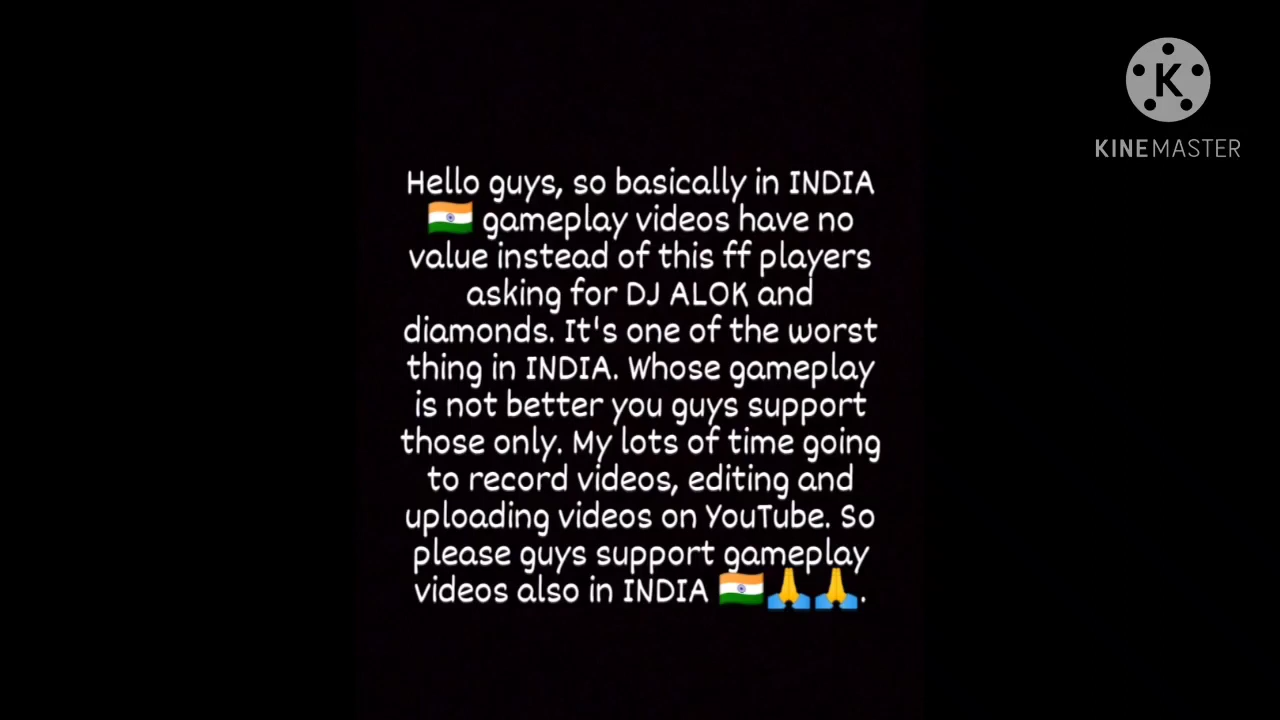 Hello guys, so basically in INDIA
🇮🇳 gameplay videos have no
value instead of this ff players
asking for DJ ALOK and
diamonds. It's one of the worst
thing in INDIA. Whose gameplay
is not better you guys support
those only. My lots of time going
to record videos, editing and
uploading videos on YouTube. So
please guys support gameplay
videos also in INDIA 🇮🇳🙏🙏.
K
KINEMASTER